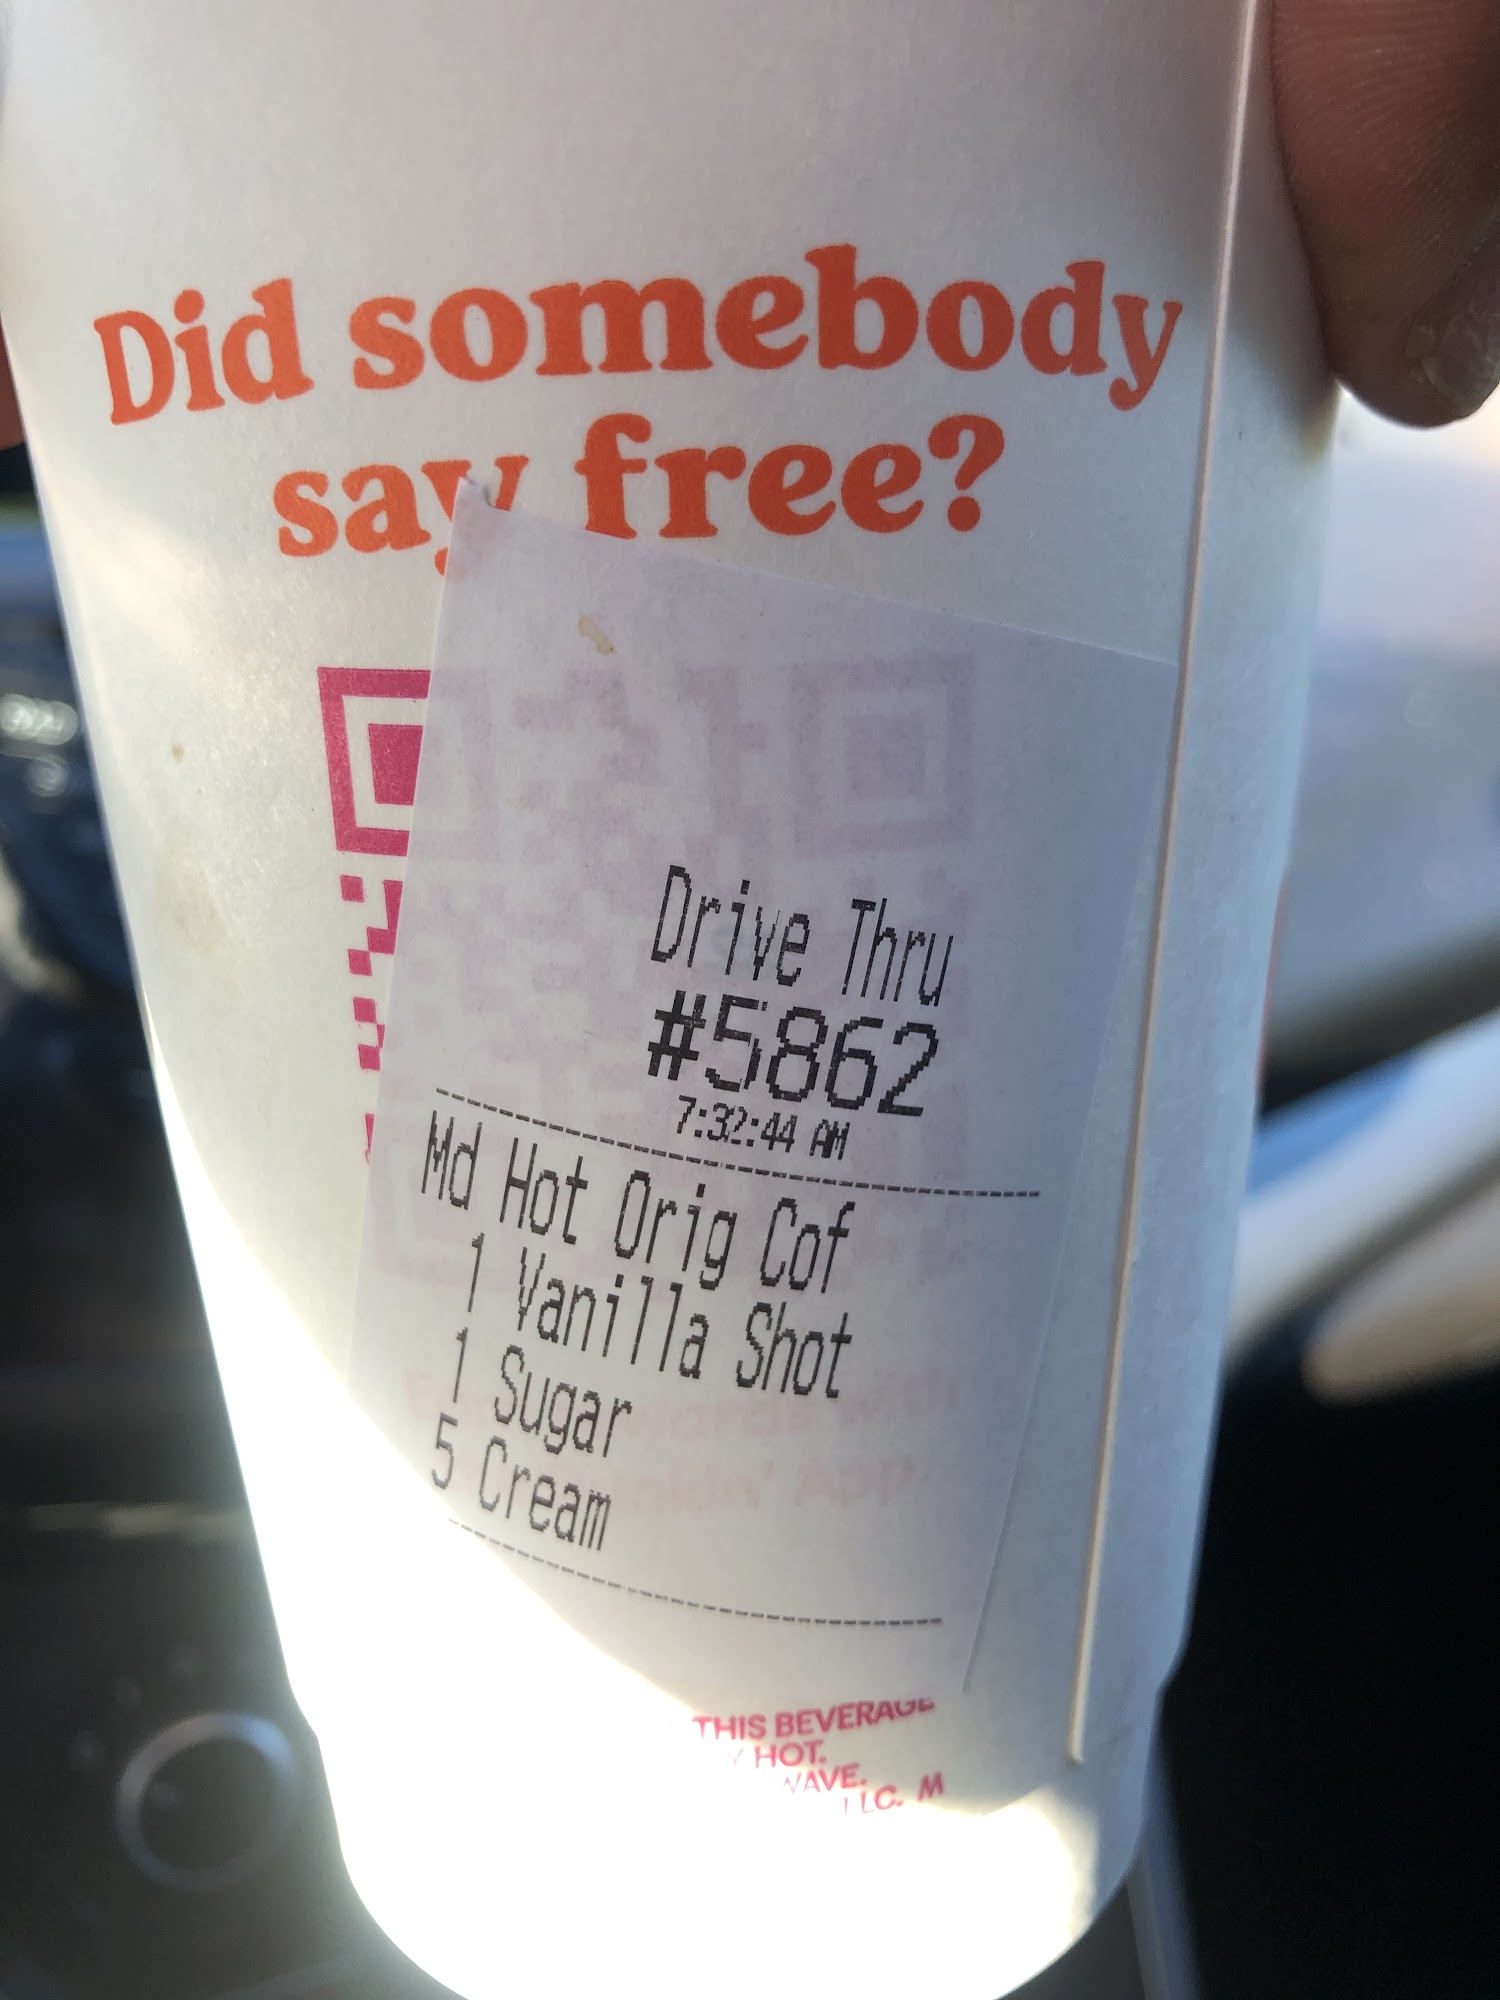 Did somebody
say free?
Drive Thru
#5862
7:32:44 AM
Md Hot Orig Cof
1 Vanilla Shot
1 Sugar
5 Cream
App
THIS BEVERAGE
HOT.
LLC. M